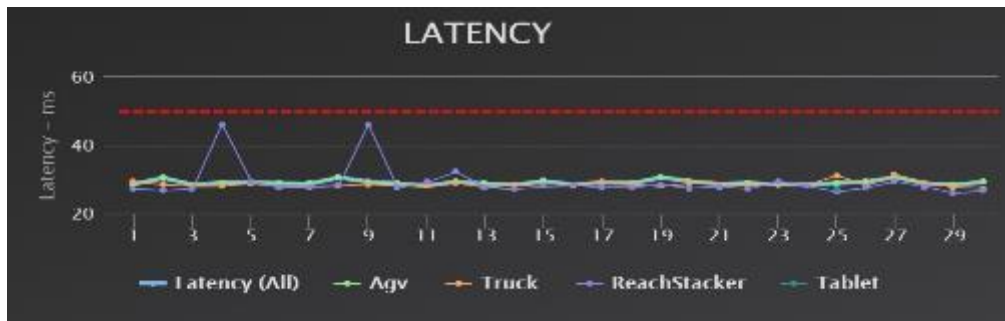 LATENCY
60
40
20
Latency - ms
1 3 5 7 9 11 13 15 17 19 21 23 25 27 29
Latency (All) Agv Truck ReachStacker Tablet